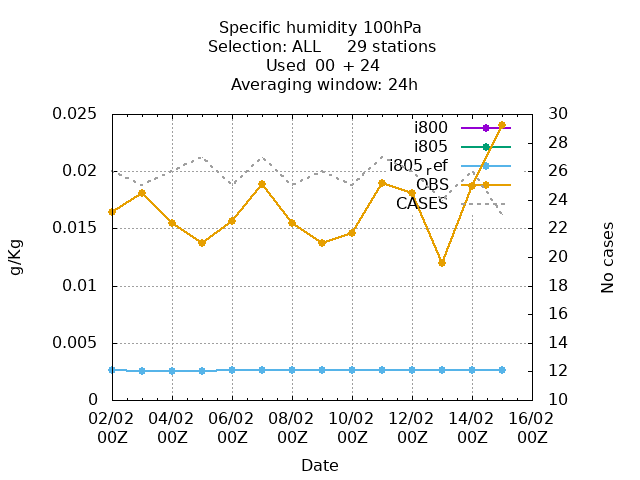 Specific humidity 100hPa
Selection: ALL 29 stations
Used 00 + 24
Averaging window: 24h
0.025
0.02
0.015
0.01
0.005
0
g/Kg
30
28
26
24
22
20
18
16
14
12
10
No cases
i800
i805
i805ref
OBS
CASES
02/02 04/02 06/02 08/02 10/02 12/02 14/02 16/02
00Z 00Z 00Z 00Z 00Z 00Z 00Z 00Z
Date